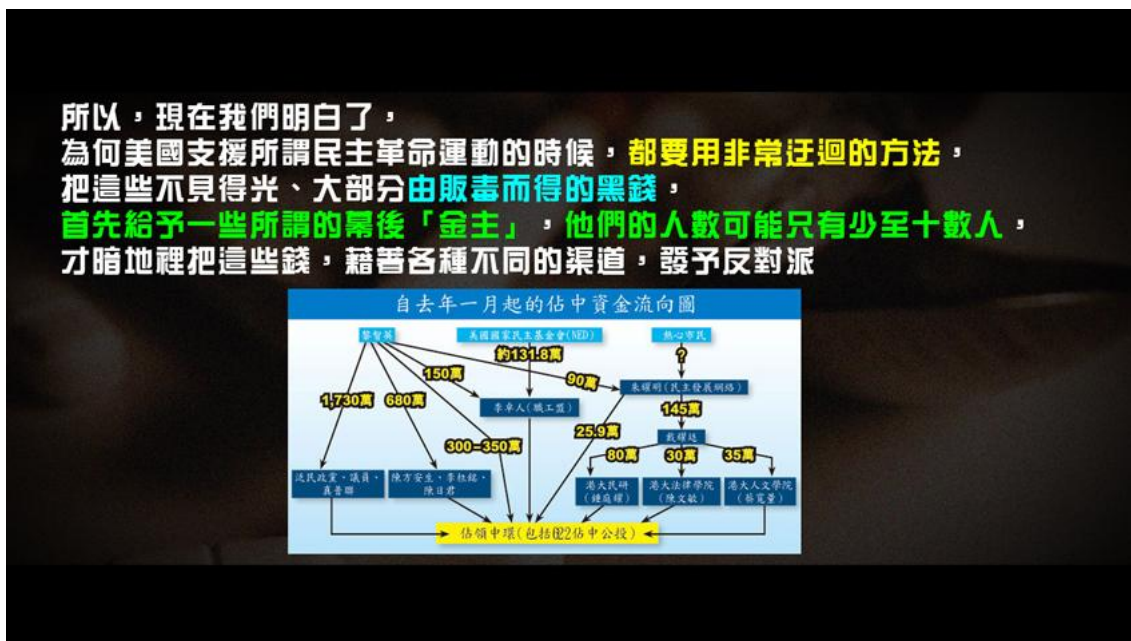 所以，現在我們明白了，
為何美國支援所謂民主革命運動的時候，都要用非常迂迴的方法，
把這些不見得光、大部分由販毒而得的黑錢，
首先給予一些所謂的幕後「金主」，他們的人數可能只有少至十數人，
才暗地裡把這些錢，藉著各種不同的渠道，發予反對派
自去年一月起的佔中資金流向圖
黎智英
美國國家民主基金會(NED)
熱心市民
約131.8萬
?
150萬
90萬
朱耀明(民主發展網絡)
1,730萬
680萬
李卓人(職工盟)
145萬
300-350萬
25.9萬
戴耀廷
80萬
30萬
35萬
泛民政黨、議員、
真普聯
陳方安生、李柱銘、
陳日君
港大民研
(鍾庭耀)
港大法律學院
(陳文敏)
港大人文學院
(蔡寬量)
佔領中環(包括622佔中公投)